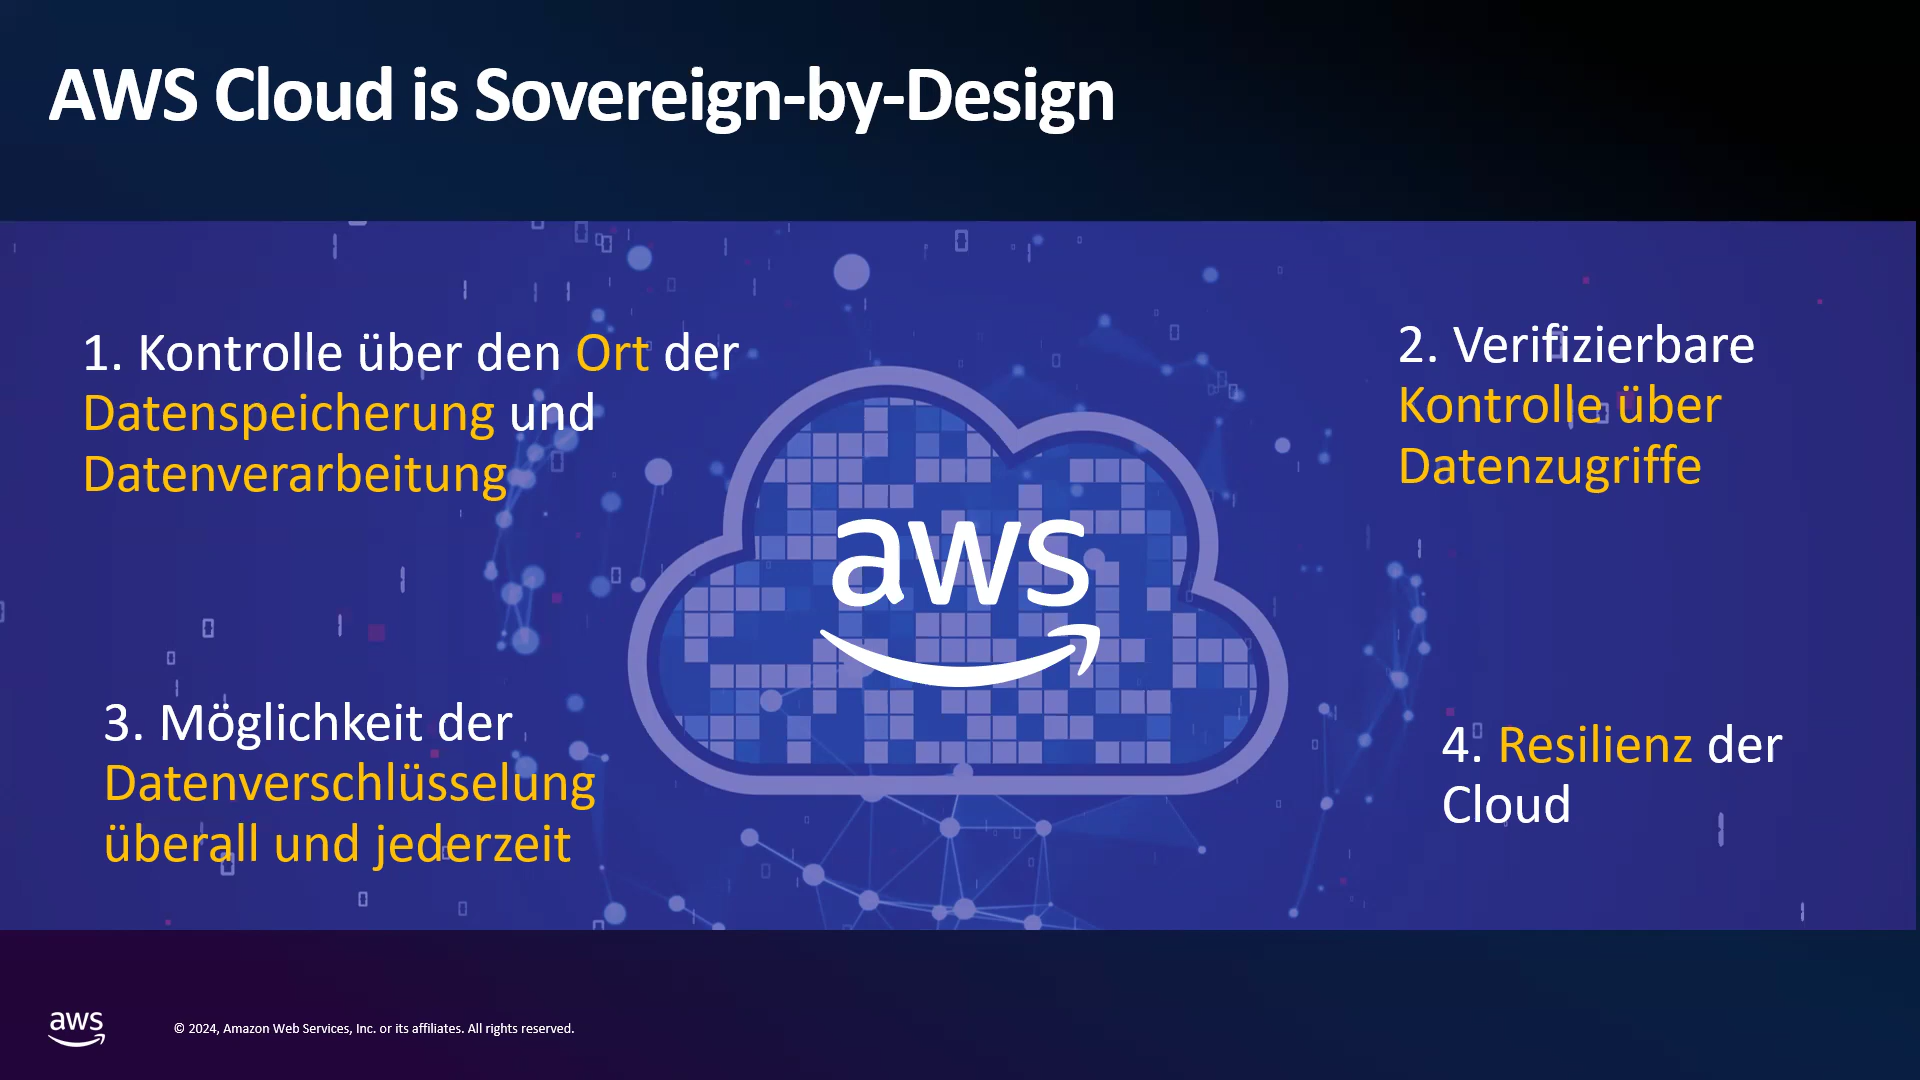 AWS Cloud is Sovereign-by-Design
1. Kontrolle über den Ort der
Datenspeicherung und
Datenverarbeitung
2. Verifizierbare
Kontrolle über
Datenzugriffe
aws
3. Möglichkeit der
Datenverschlüsselung
überall und jederzeit
4. Resilienz der
Cloud
aws
© 2024, Amazon Web Services, Inc. or its affiliates. All rights reserved.